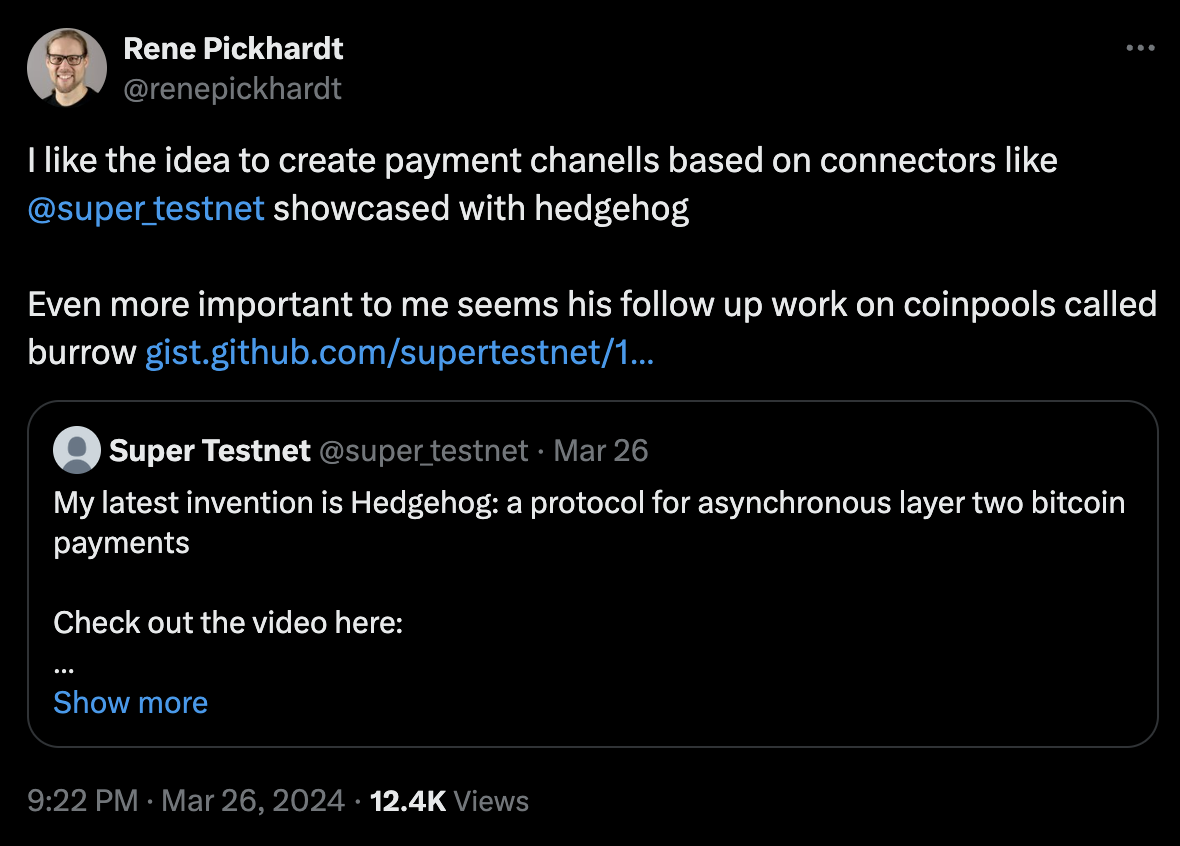 Rene Pickhardt
@renepickhardt
I like the idea to create payment chanells based on connectors like
@super_testnet showcased with hedgehog
Even more important to me seems his follow up work on coinpools called
burrow gist.github.com/supertestnet/1...
Super Testnet @super_testnet · Mar 26
My latest invention is Hedgehog: a protocol for asynchronous layer two bitcoin
payments
Check out the video here:
...
Show more
9:22 PM · Mar 26, 2024 · 12.4K Views